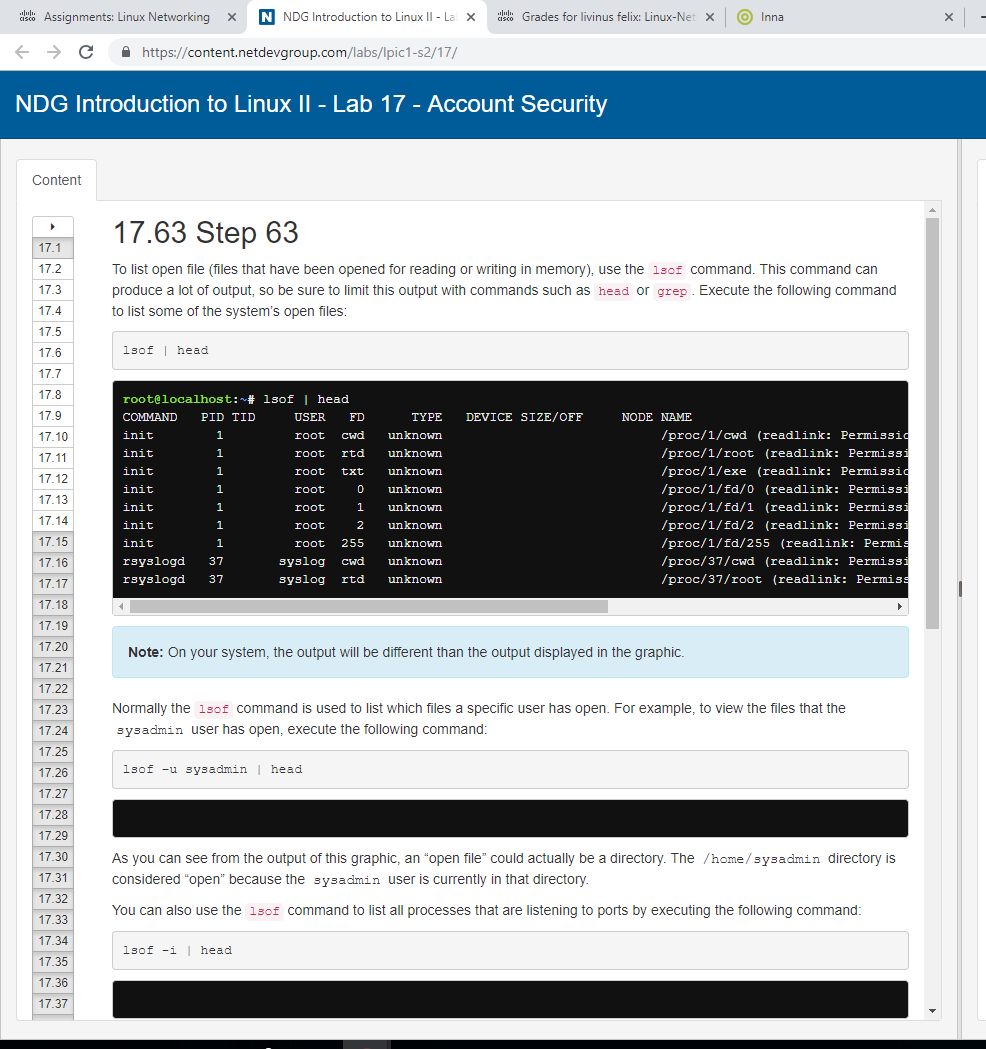 Assignments: Linux Networking
NDG Introduction to Linux II - La
Grades for livinus felix: Linux-Net
Inna
https://content.netdevgroup.com/labs/lpic1-s2/17/
NDG Introduction to Linux II - Lab 17 - Account Security
Content
17.1
17.2
17.3
17.4
17.5
17.6
17.7
17.8
17.9
17.10
17.11
17.12
17.13
17.14
17.15
17.16
17.17
17.18
17.19
17.20
17.21
17.22
17.23
17.24
17.25
17.26
17.27
17.28
17.29
17.30
17.31
17.32
17.33
17.34
17.35
17.36
17.37
17.63 Step 63
To list open file (files that have been opened for reading or writing in memory), use the lsof command. This command can
produce a lot of output, so be sure to limit this output with commands such as head or grep. Execute the following command
to list some of the system's open files:
lsof | head
root@localhost:~# lsof | head
COMMAND PID TID USER FD TYPE DEVICE SIZE/OFF NODE NAME
init 1 root cwd unknown /proc/1/cwd (readlink: Permissio
init 1 root rtd unknown /proc/1/root (readlink: Permissi
init 1 root txt unknown /proc/1/exe (readlink: Permissio
init 1 root 0 unknown /proc/1/fd/0 (readlink: Permissi
init 1 root 1 unknown /proc/1/fd/1 (readlink: Permissi
init 1 root 2 unknown /proc/1/fd/2 (readlink: Permissi
init 1 root 255 unknown /proc/1/fd/255 (readlink: Permis
rsyslogd 37 syslog cwd unknown /proc/37/cwd (readlink: Permissi
rsyslogd 37 syslog rtd unknown /proc/37/root (readlink: Permiss
Note: On your system, the output will be different than the output displayed in the graphic.
Normally the lsof command is used to list which files a specific user has open. For example, to view the files that the
sysadmin user has open, execute the following command:
lsof -u sysadmin | head
As you can see from the output of this graphic, an “open file” could actually be a directory. The /home/sysadmin directory is
considered “open” because the sysadmin user is currently in that directory.
You can also use the lsof command to list all processes that are listening to ports by executing the following command:
lsof -i | head